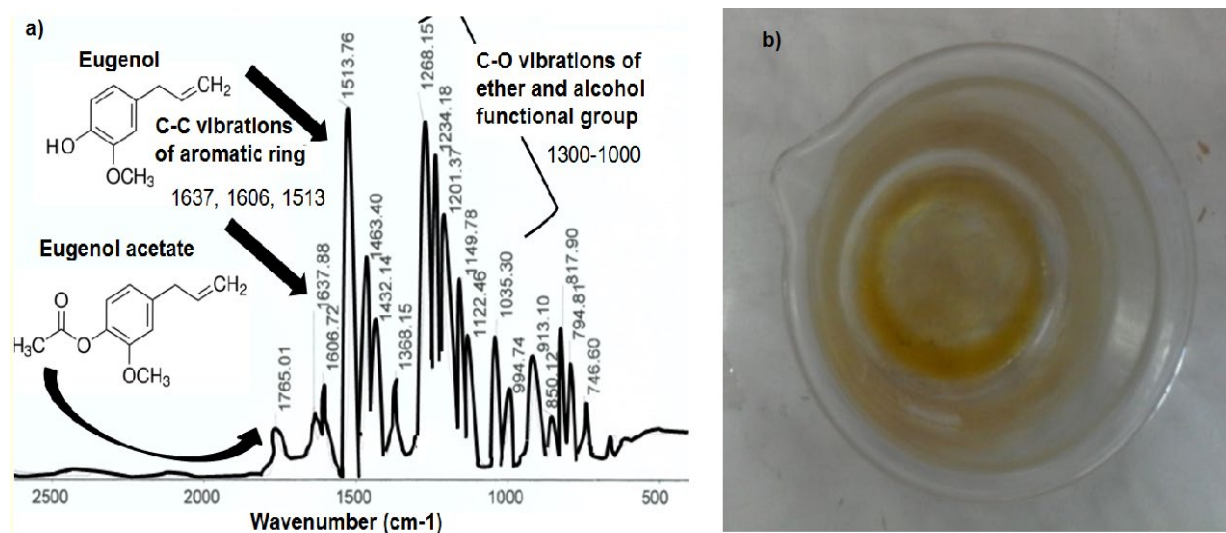 a)
Eugenol
CH₂
HO
OCH₃
C-C vibrations
of aromatic ring
1637, 1606, 1513
Eugenol acetate
O
CH₂
CH₃
O
OCH₃
C-O vibrations of
ether and alcohol
functional group
1300-1000
1765.01
1637.88
1606.72
1513.76
1463.40
1432.14
1368.15
1268.15
1234.18
1201.37
1149.78
1122.46
1035.30
994.74
913.10
850.12
817.90
794.81
746.60
2500
2000
1500
1000
500
Wavenumber (cm-1)
b)